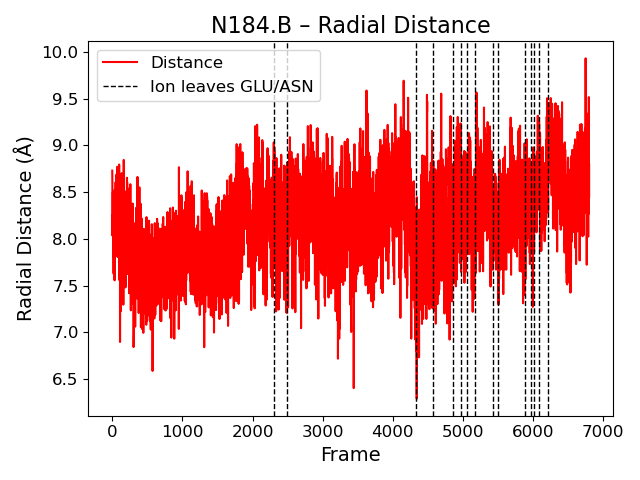 N184.B – Radial Distance
Distance
Ion leaves GLU/ASN
Radial Distance (Å)
10.0
9.5
9.0
8.5
8.0
7.5
7.0
6.5
0 1000 2000 3000 4000 5000 6000 7000
Frame